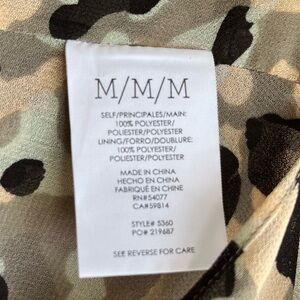 M/M/M
SELF/PRINCIPALES/MAIN:
100% POLYESTER/
POLIESTER/POLYESTER
LINING/FORRO/DOUBLURE:
100% POLYESTER/
POLIESTER/POLYESTER
MADE IN CHINA
HECHO EN CHINA
FABRIQUÉ EN CHINE
RN#54077
CA#59814
STYLE# 5360
PO# 219687
SEE REVERSE FOR CARE